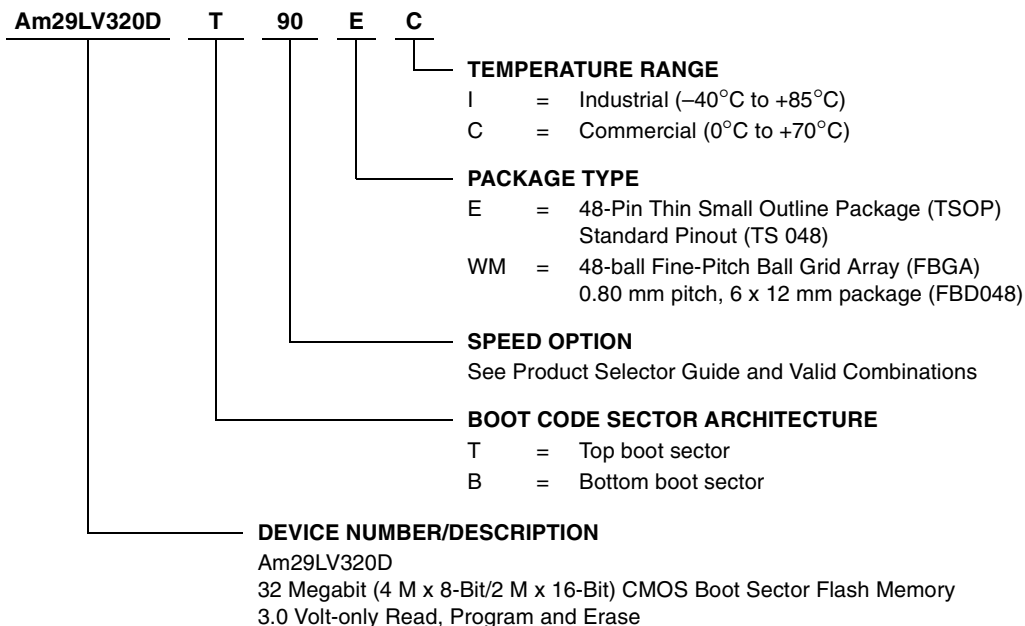 Am29LV320D T 90 E C
TEMPERATURE RANGE
I = Industrial (–40°C to +85°C)
C = Commercial (0°C to +70°C)
PACKAGE TYPE
E = 48-Pin Thin Small Outline Package (TSOP)
Standard Pinout (TS 048)
WM = 48-ball Fine-Pitch Ball Grid Array (FBGA)
0.80 mm pitch, 6 x 12 mm package (FBD048)
SPEED OPTION
See Product Selector Guide and Valid Combinations
BOOT CODE SECTOR ARCHITECTURE
T = Top boot sector
B = Bottom boot sector
DEVICE NUMBER/DESCRIPTION
Am29LV320D
32 Megabit (4 M x 8-Bit/2 M x 16-Bit) CMOS Boot Sector Flash Memory
3.0 Volt-only Read, Program and Erase